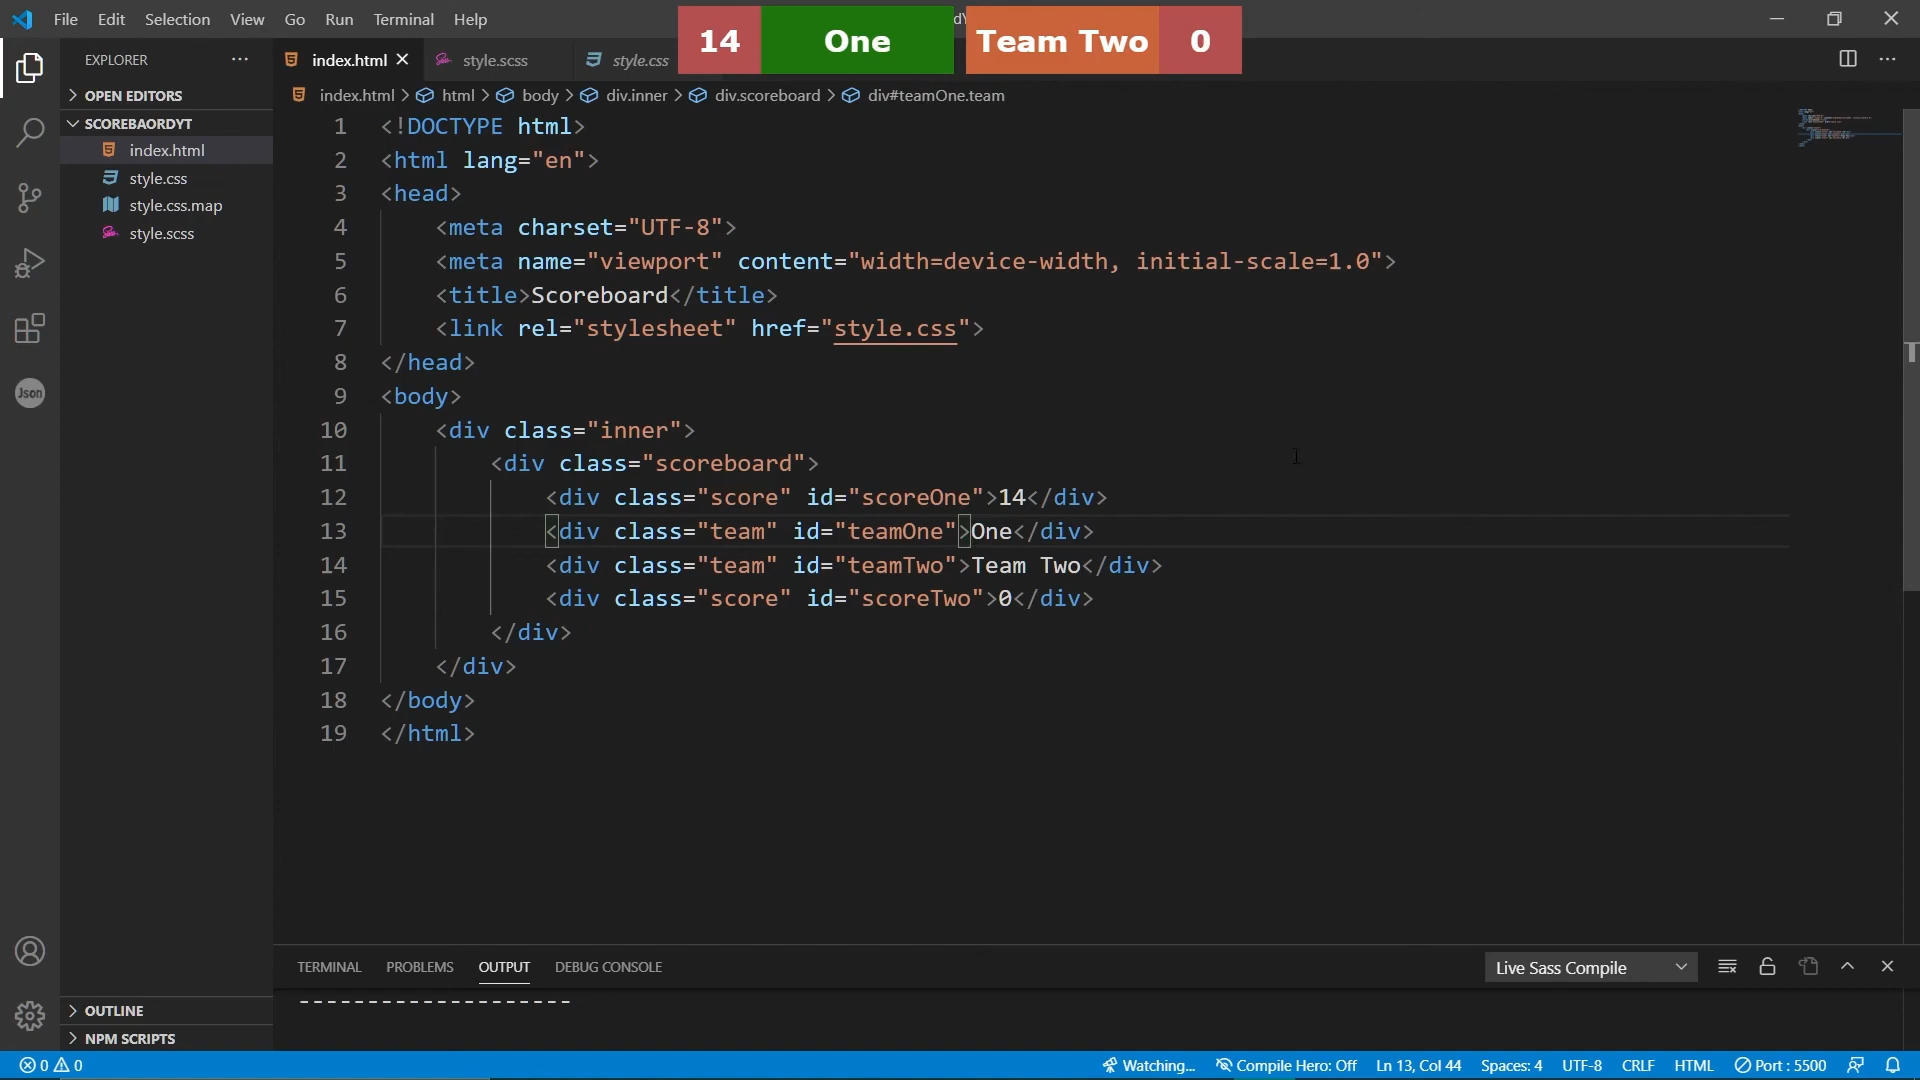 File Edit Selection View Go Run Terminal Help
14 One Team Two 0
EXPLORER
index.html style.scss style.css
OPEN EDITORS
SCOREBAORDYT
index.html
style.css
style.css.map
style.scss
index.html > html > body > div.inner > div.scoreboard > div#teamOne.team
1 <!DOCTYPE html>
2 <html lang="en">
3 <head>
4 <meta charset="UTF-8">
5 <meta name="viewport" content="width=device-width, initial-scale=1.0">
6 <title>Scoreboard</title>
7 <link rel="stylesheet" href="style.css">
8 </head>
9 <body>
10 <div class="inner">
11 <div class="scoreboard">
12 <div class="score" id="scoreOne">14</div>
13 <div class="team" id="teamOne">One</div>
14 <div class="team" id="teamTwo">Team Two</div>
15 <div class="score" id="scoreTwo">0</div>
16 </div>
17 </div>
18 </body>
19 </html>
Json
TERMINAL PROBLEMS OUTPUT DEBUG CONSOLE Live Sass Compile
--------------------
OUTLINE
NPM SCRIPTS
0 0 Watching... Compile Hero: Off Ln 13, Col 44 Spaces: 4 UTF-8 CRLF HTML Port : 5500